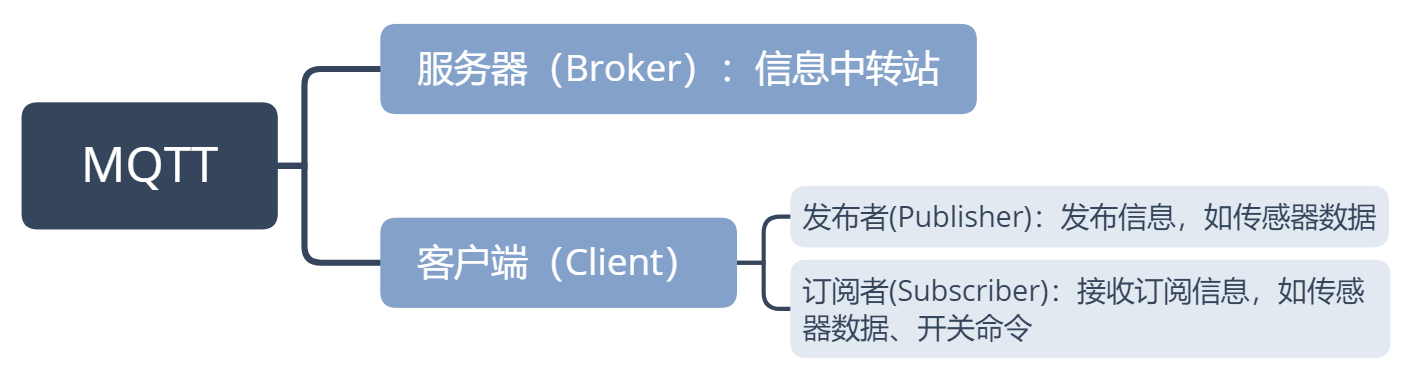 MQTT
服务器（Broker）：信息中转站
客户端（Client）
发布者(Publisher)：发布信息，如传感器数据
订阅者(Subscriber)：接收订阅信息，如传感
器数据、开关命令